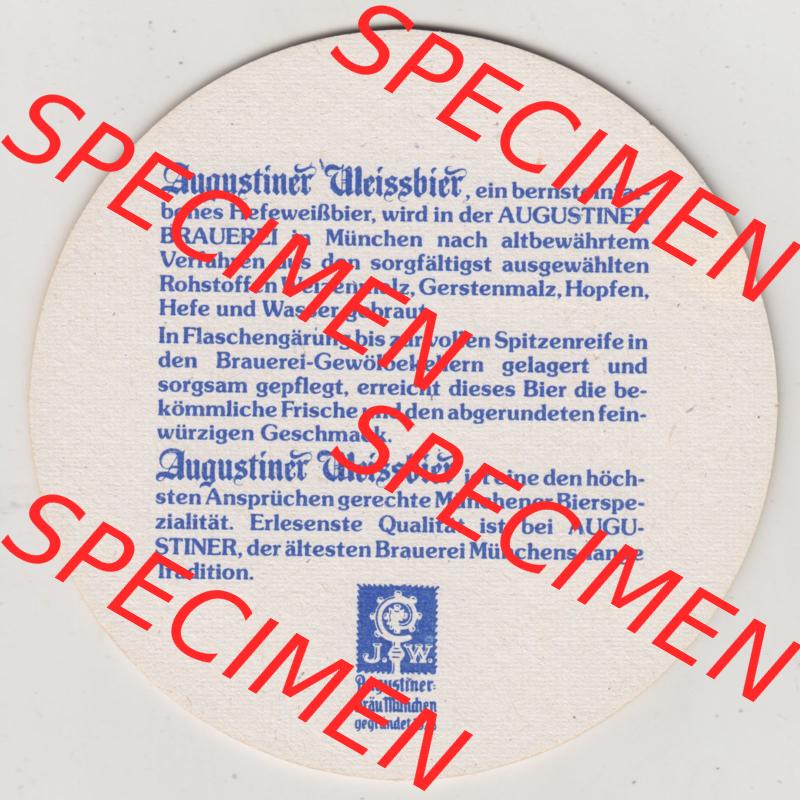 Augustiner Weissbier, ein bernsteinfar-
benes Hefeweißbier, wird in der AUGUSTINER
BRAUEREI in München nach altbewährtem
Verfahren aus den sorgfältigst ausgewählten
Rohstoffen Weizenmalz, Gerstenmalz, Hopfen,
Hefe und Wasser gebraut.
In Flaschengärung bis zur vollen Spitzenreife in
den Brauerei-Gewölbekellern gelagert und
sorgsam gepflegt, erreicht dieses Bier die be-
kömmliche Frische und den abgerundeten fein-
würzigen Geschmack.
Augustiner Weissbier ist eine den höch-
sten Ansprüchen gerechte Münchener Bierspe-
zialität. Erlesenste Qualität ist bei AUGU-
STINER, der ältesten Brauerei Münchens lange
Tradition.
J. W.
Augustiner-
Bräu München
gegründet
SPECIMEN
SPECIMEN
SPECIMEN
SPECIMEN